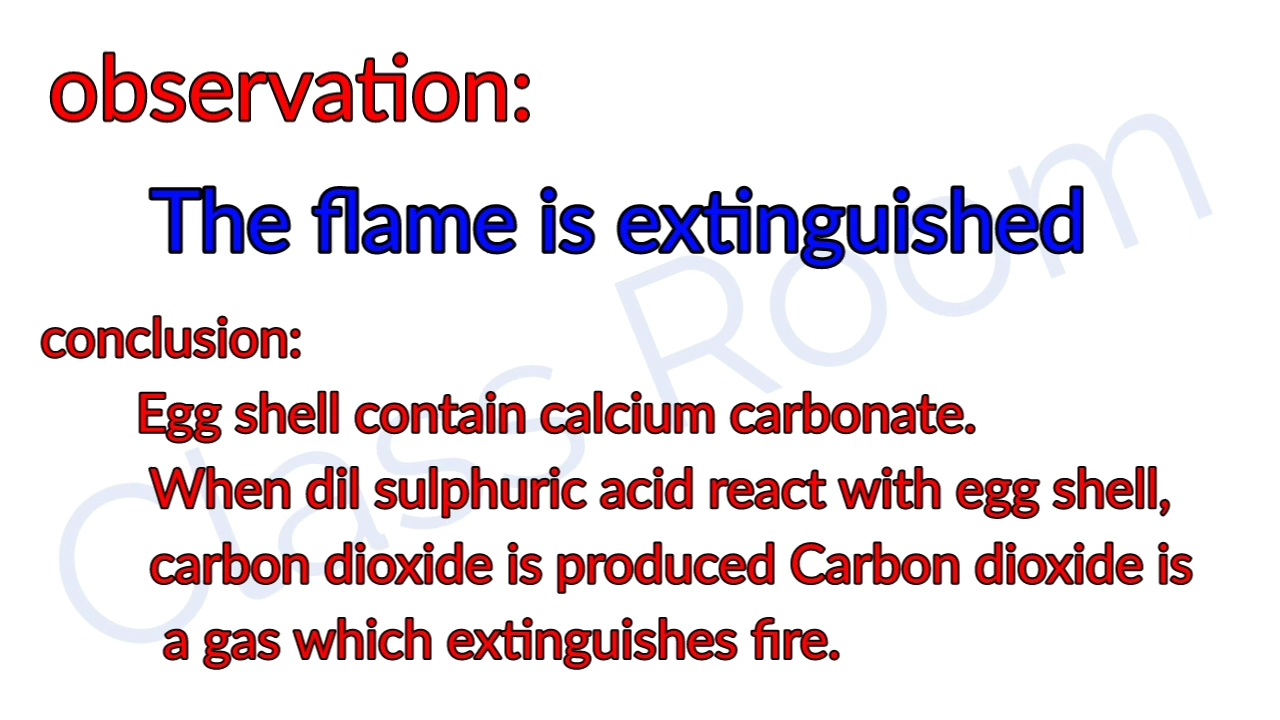 observation:
The flame is extinguished
conclusion:
Egg shell contain calcium carbonate.
When dil sulphuric acid react with egg shell,
carbon dioxide is produced Carbon dioxide is
a gas which extinguishes fire.
Class Room